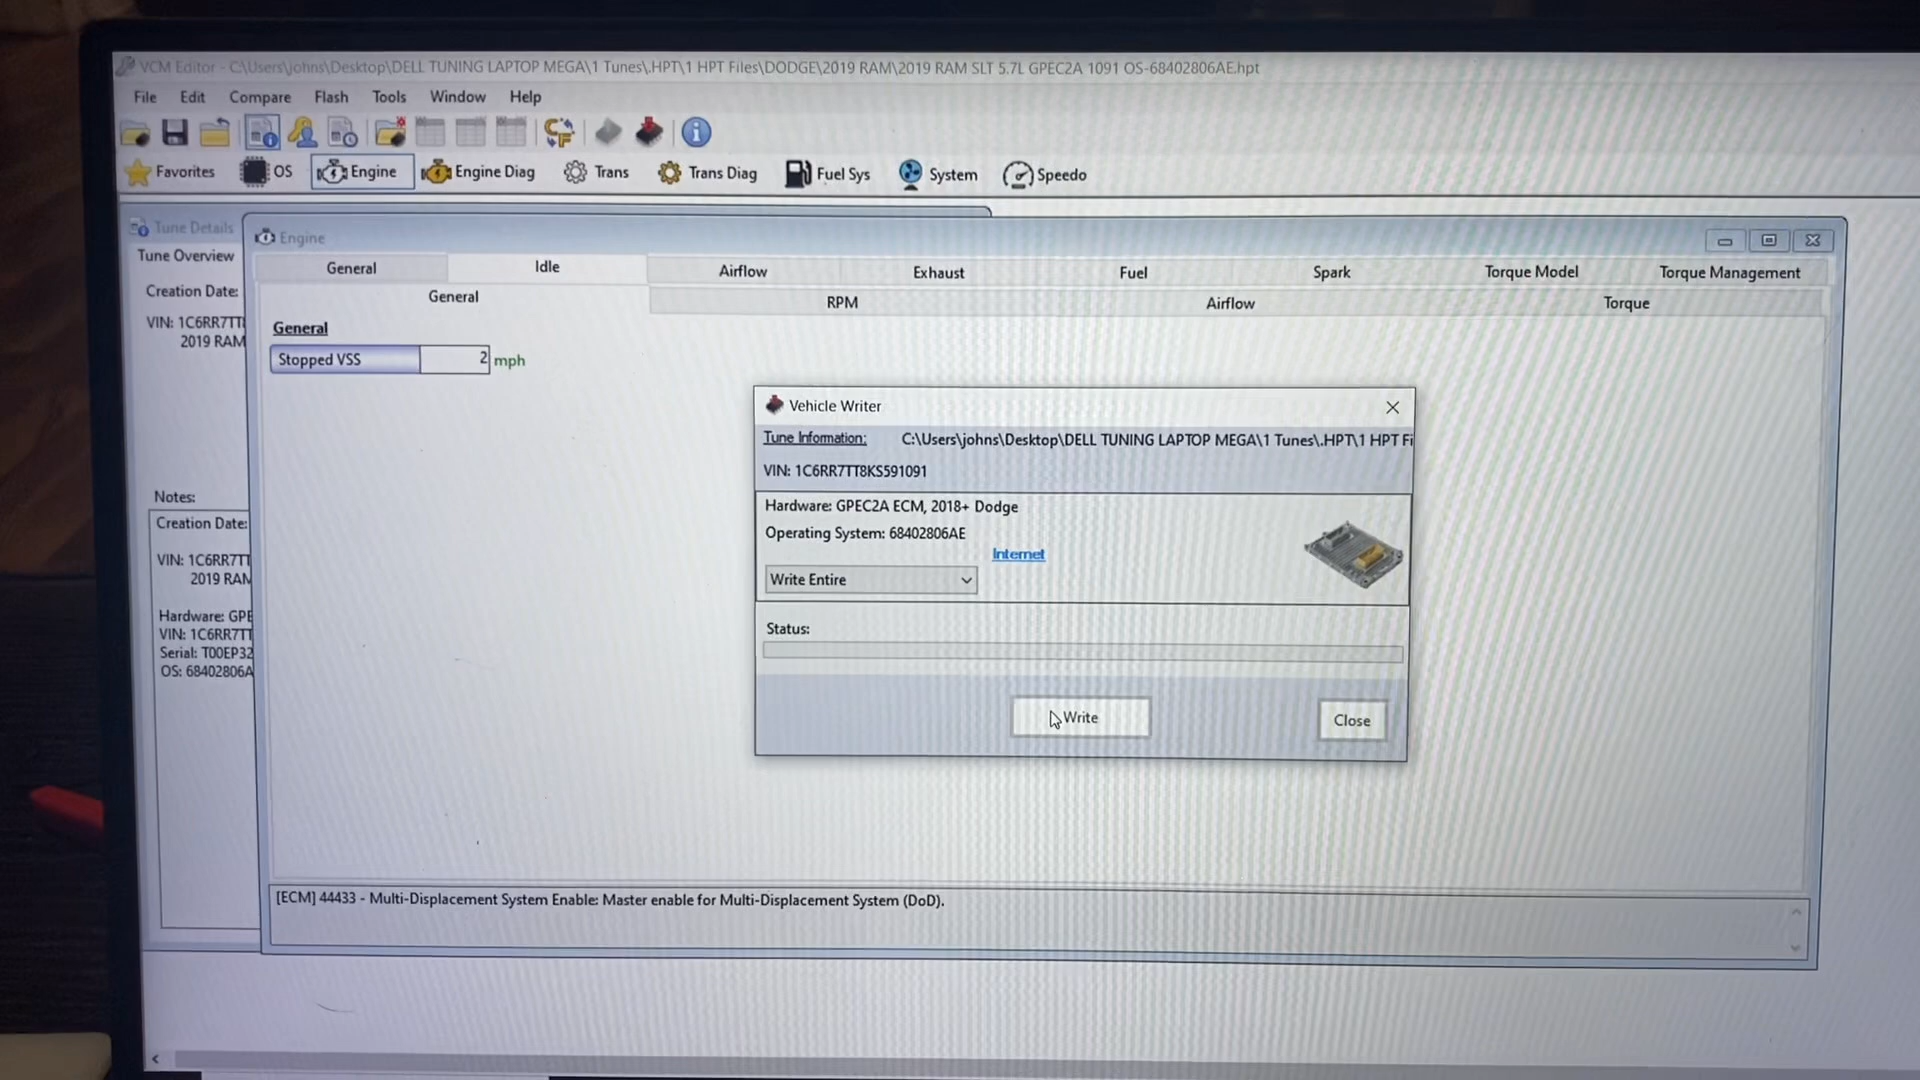 VCM Editor - C:\Users\johns\Desktop\DELL TUNING LAPTOP MEGA\1 Tunes\.HPT\1 HPT Files\DODGE\2019 RAM\2019 RAM SLT 5.7L GPEC2A 1091 OS-68402806AE.hpt
File Edit Compare Flash Tools Window Help
Favorites OS Engine Engine Diag Trans Trans Diag Fuel Sys System Speedo
Tune Details
Tune Overview
Creation Date:
VIN: 1C6RR7TT
2019 RAM
Notes:
Creation Date:
VIN: 1C6RR7TT
2019 RAM
Hardware: GPE
VIN: 1C6RR7TT
Serial: T00EP32
OS: 68402806A
Engine
General Idle Airflow Exhaust Fuel Spark Torque Model Torque Management
General RPM Airflow Torque
General
Stopped VSS 2 mph
Vehicle Writer
Tune Information: C:\Users\johns\Desktop\DELL TUNING LAPTOP MEGA\1 Tunes\.HPT\1 HPT Fi
VIN: 1C6RR7TT8KS591091
Hardware: GPEC2A ECM, 2018+ Dodge
Operating System: 68402806AE
Internet
Write Entire
Status:
Write Close
[ECM] 44433 - Multi-Displacement System Enable: Master enable for Multi-Displacement System (DoD).